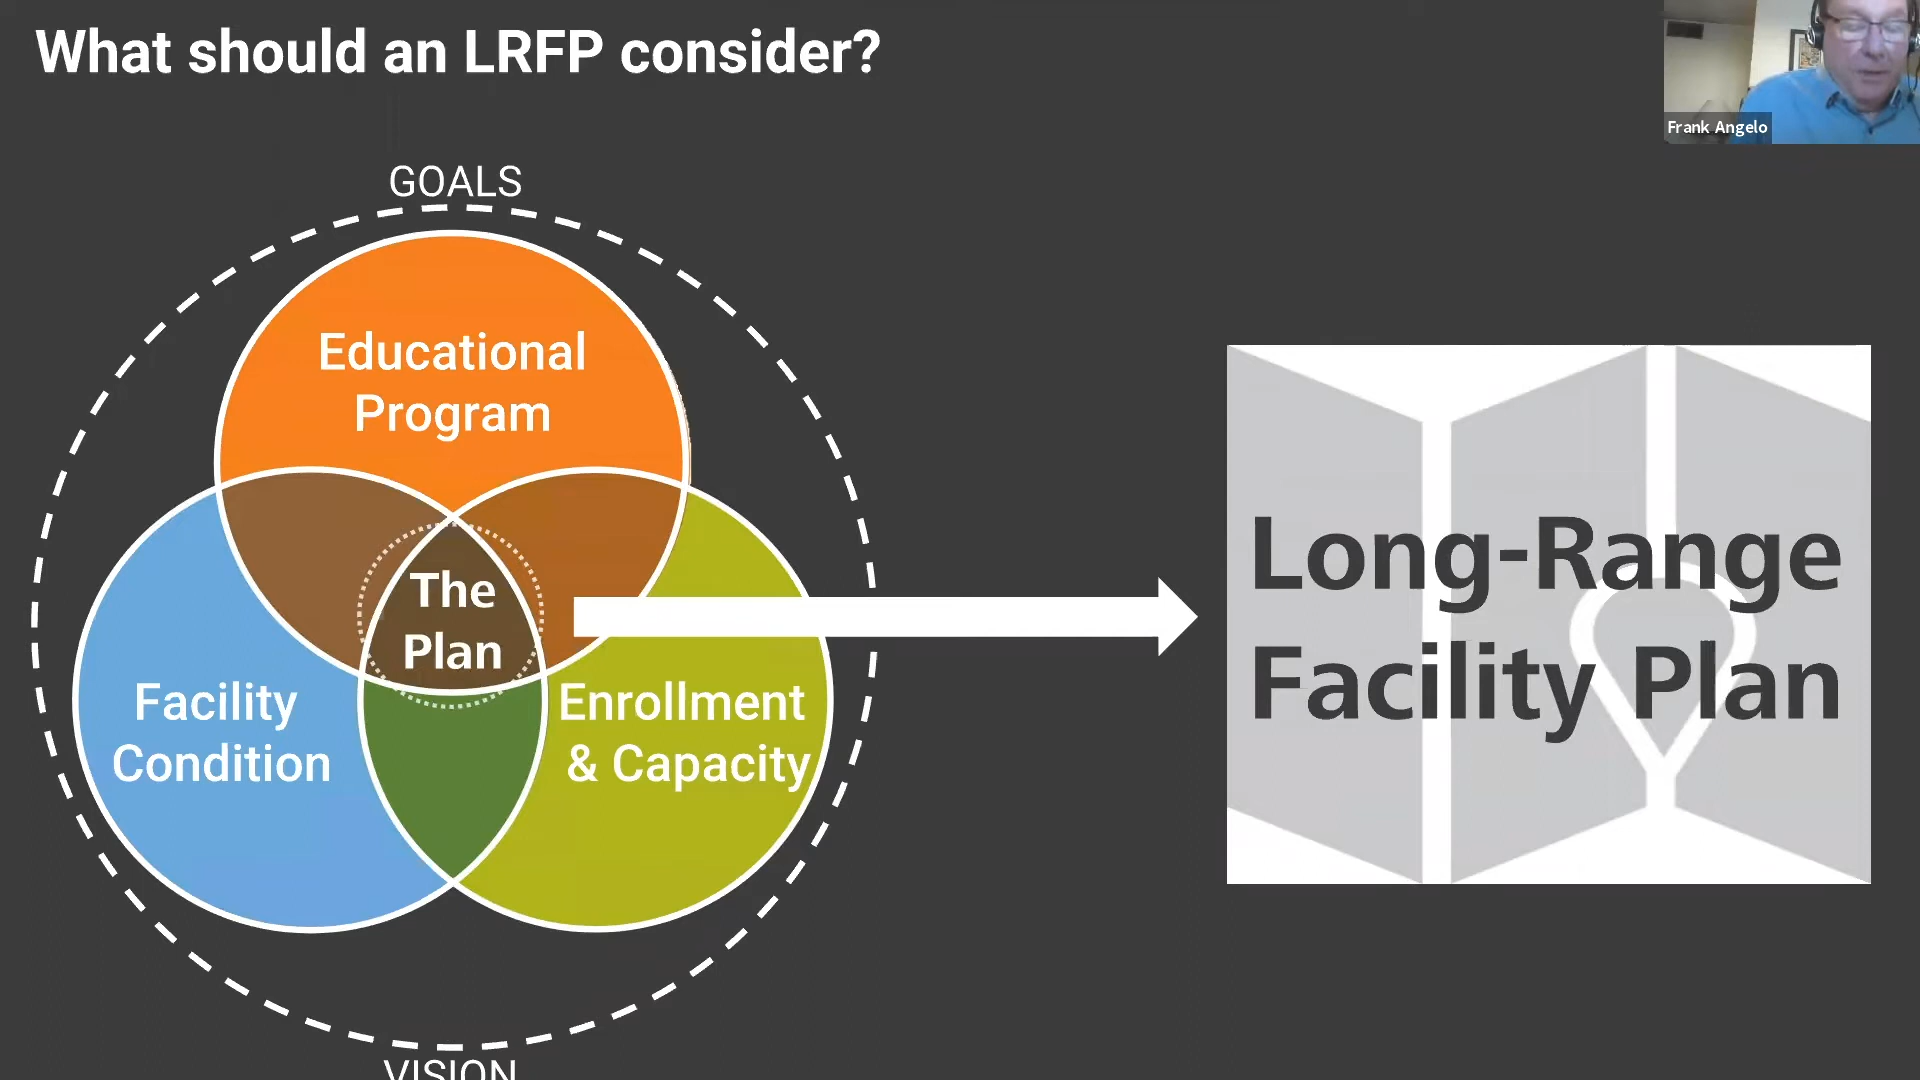 What should an LRFP consider?
Frank Angelo
GOALS
Educational
Program
The
Plan
Facility
Condition
Enrollment
& Capacity
VISION
Long-Range
Facility Plan